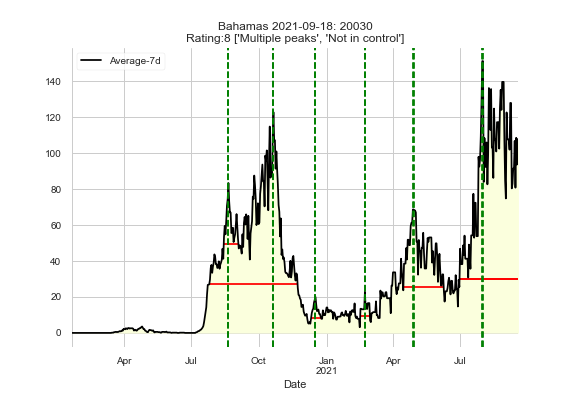 Bahamas 2021-09-18: 20030
Rating:8 ['Multiple peaks', 'Not in control']
Average-7d
140
120
100
80
60
40
20
0
Apr
Jul
Oct
Jan
2021
Apr
Jul
Date